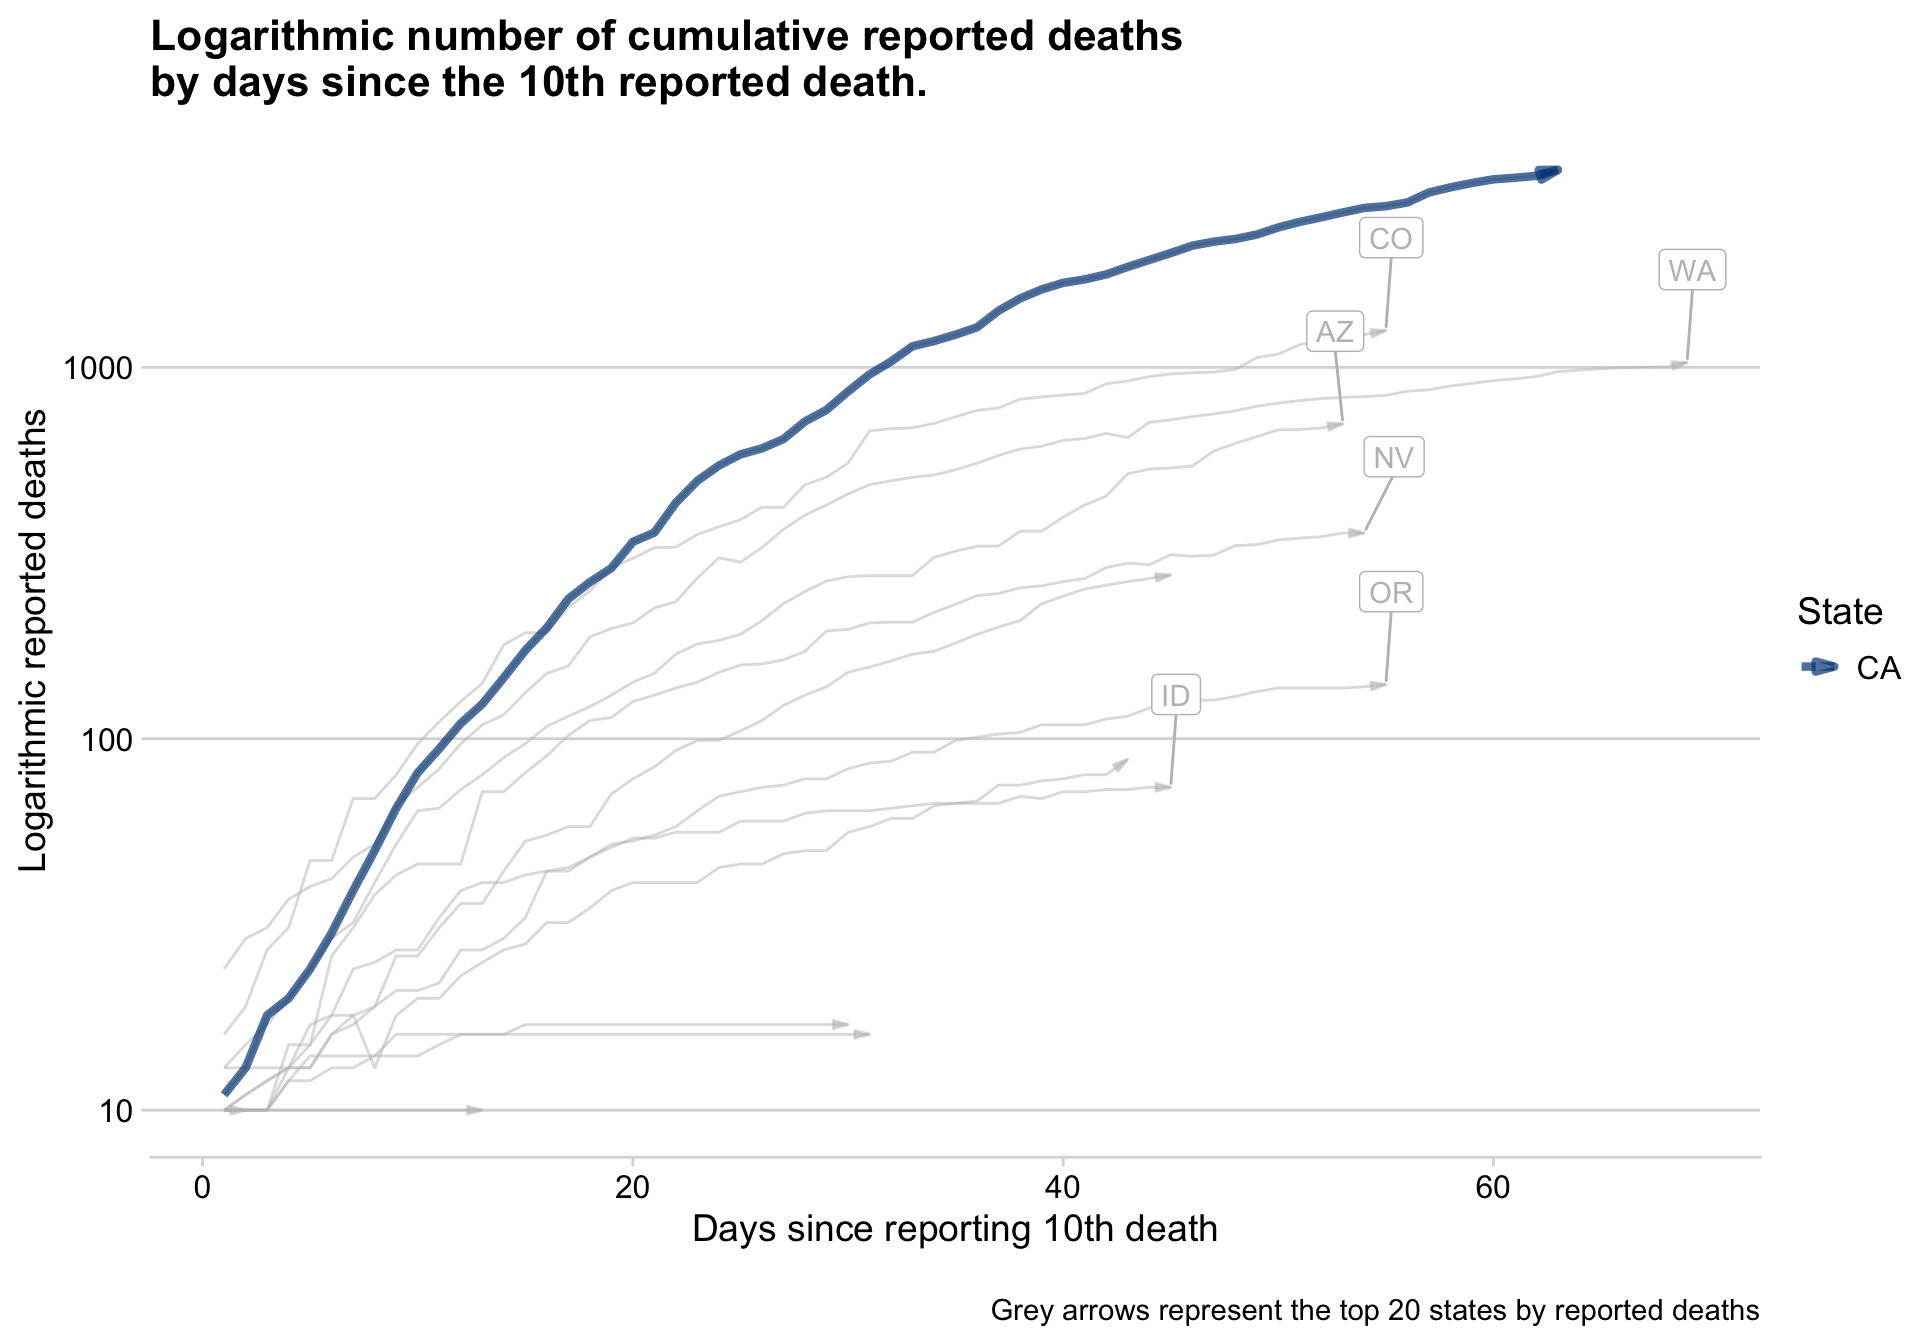 Logarithmic number of cumulative reported deaths
by days since the 10th reported death.
CO
WA
AZ
1000
NV
OR
ID
100
10
Logarithmic reported deaths
State
CA
0 20 40 60
Days since reporting 10th death
Grey arrows represent the top 20 states by reported deaths